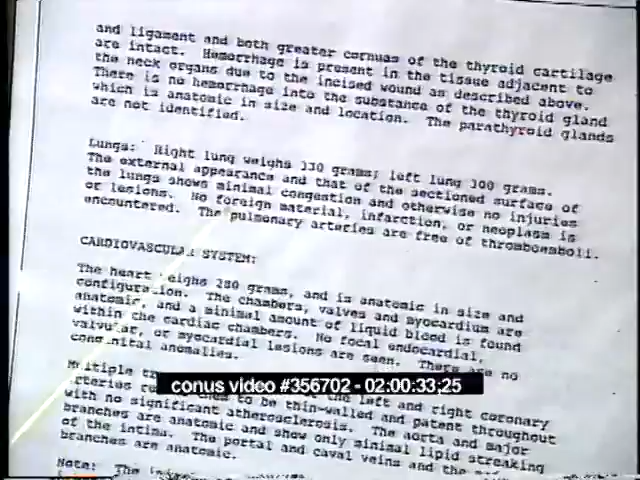 and ligament and both greater cornuas of the thyroid cartilage
are intact. Hemorrhage is present in the tissue adjacent to
the neck organs due to the incised wound as described above.
There is no hemorrhage into the substance of the thyroid gland
which is anatomic in size and location. The parathyroid glands
are not identified.
Lungs: Right lung weighs 330 grams; left lung 300 grams.
The external appearance and that of the sectioned surface of
the lungs shows minimal congestion and otherwise no injuries
or lesions. No foreign material, infarction, or neoplasm is
encountered. The pulmonary arteries are free of thromboemboli.
CARDIOVASCULAR SYSTEM:
The heart weighs 280 grams, and is anatomic in size and
configuration. The chambers, valves and myocardium are
anatomic, and a minimal amount of liquid blood is found
within the cardiac chambers. No focal endocardial,
valvular, or myocardial lesions are seen. There are no
congenital anomalies.
Multiple the left and right coronary
arteries to be thin-walled and patent throughout
with no significant atherosclerosis. The aorta and major
branches are anatomic and show only minimal lipid streaking
of the intima. The portal and caval veins and the
branches are anatomic.
Note: The
conus video #356702 - 02:00:33;25